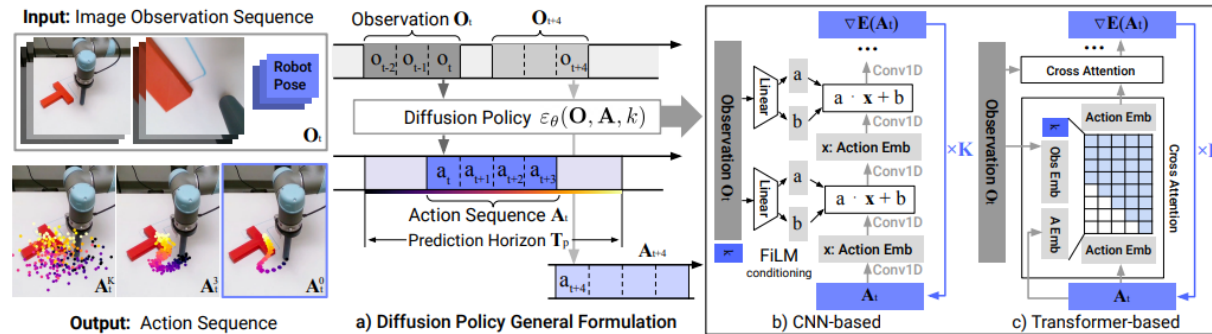 Input: Image Observation Sequence
Robot
Pose
Oₜ
Aₜᴷ
Aₜ³
Aₜ⁰
Output: Action Sequence
Observation Oₜ
Oₜ₊₄
oₜ₋₂
oₜ₋₁
oₜ
oₜ₊₄
Diffusion Policy εθ(O, A, k)
aₜ
aₜ₊₁
aₜ₊₂
aₜ₊₃
Action Sequence Aₜ
Prediction Horizon Tₚ
Aₜ₊₄
aₜ₊₄
a) Diffusion Policy General Formulation
∇E(Aₜ)
...
Conv1D
Observation Oₜ
Linear
a
b
a · x + b
Conv1D
x: Action Emb
Conv1D
Linear
a
b
a · x + b
Conv1D
x: Action Emb
K
FiLM
conditioning
Conv1D
Aₜ
×K
b) CNN-based
∇E(Aₜ)
...
Cross Attention
Observation Oₜ
Action Emb
K
Obs Emb
A Emb
Cross Attention
Action Emb
Aₜ
c) Transformer-based